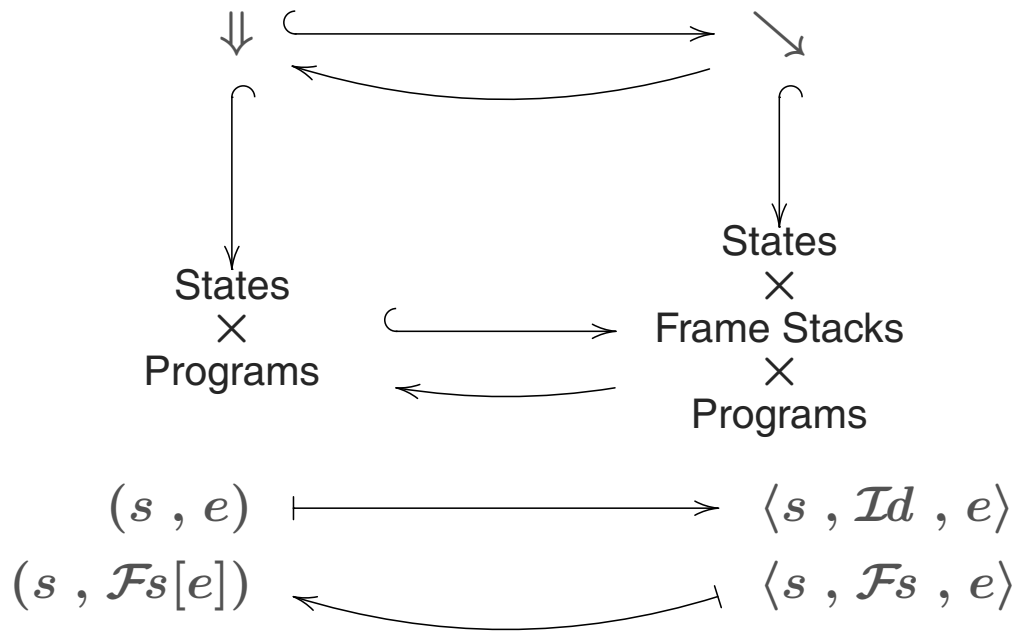 ⇓ ↘
States
×
Programs
States
×
Frame Stacks
×
Programs
(s , e) ⟼ ⟨s , ℐd , e⟩
(s , ℱs[e]) ⟻ ⟨s , ℱs , e⟩